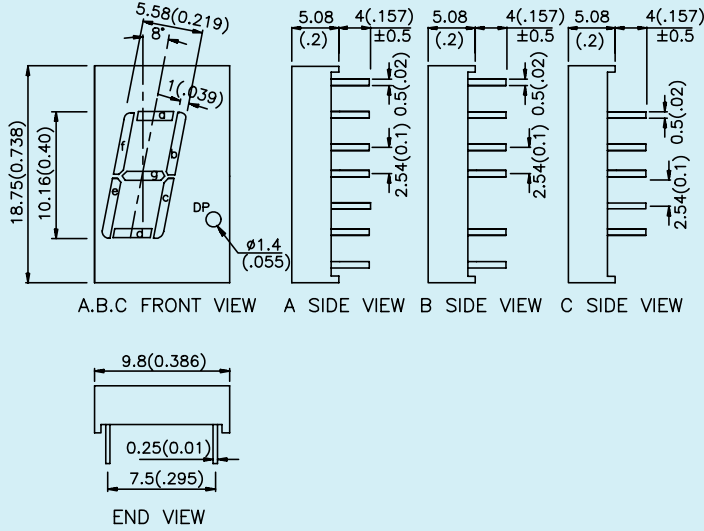 5.58(0.219)
8°
1(.039)
18.75(0.738)
10.16(0.40)
a
f
b
g
e
c
d
DP
ø1.4
(.055)
A.B.C FRONT VIEW
5.08
(.2)
4(.157)
±0.5
0.5(.02)
2.54(0.1)
A SIDE VIEW
5.08
(.2)
4(.157)
±0.5
0.5(.02)
2.54(0.1)
B SIDE VIEW
5.08
(.2)
4(.157)
±0.5
0.5(.02)
2.54(0.1)
C SIDE VIEW
9.8(0.386)
0.25(0.01)
7.5(.295)
END VIEW